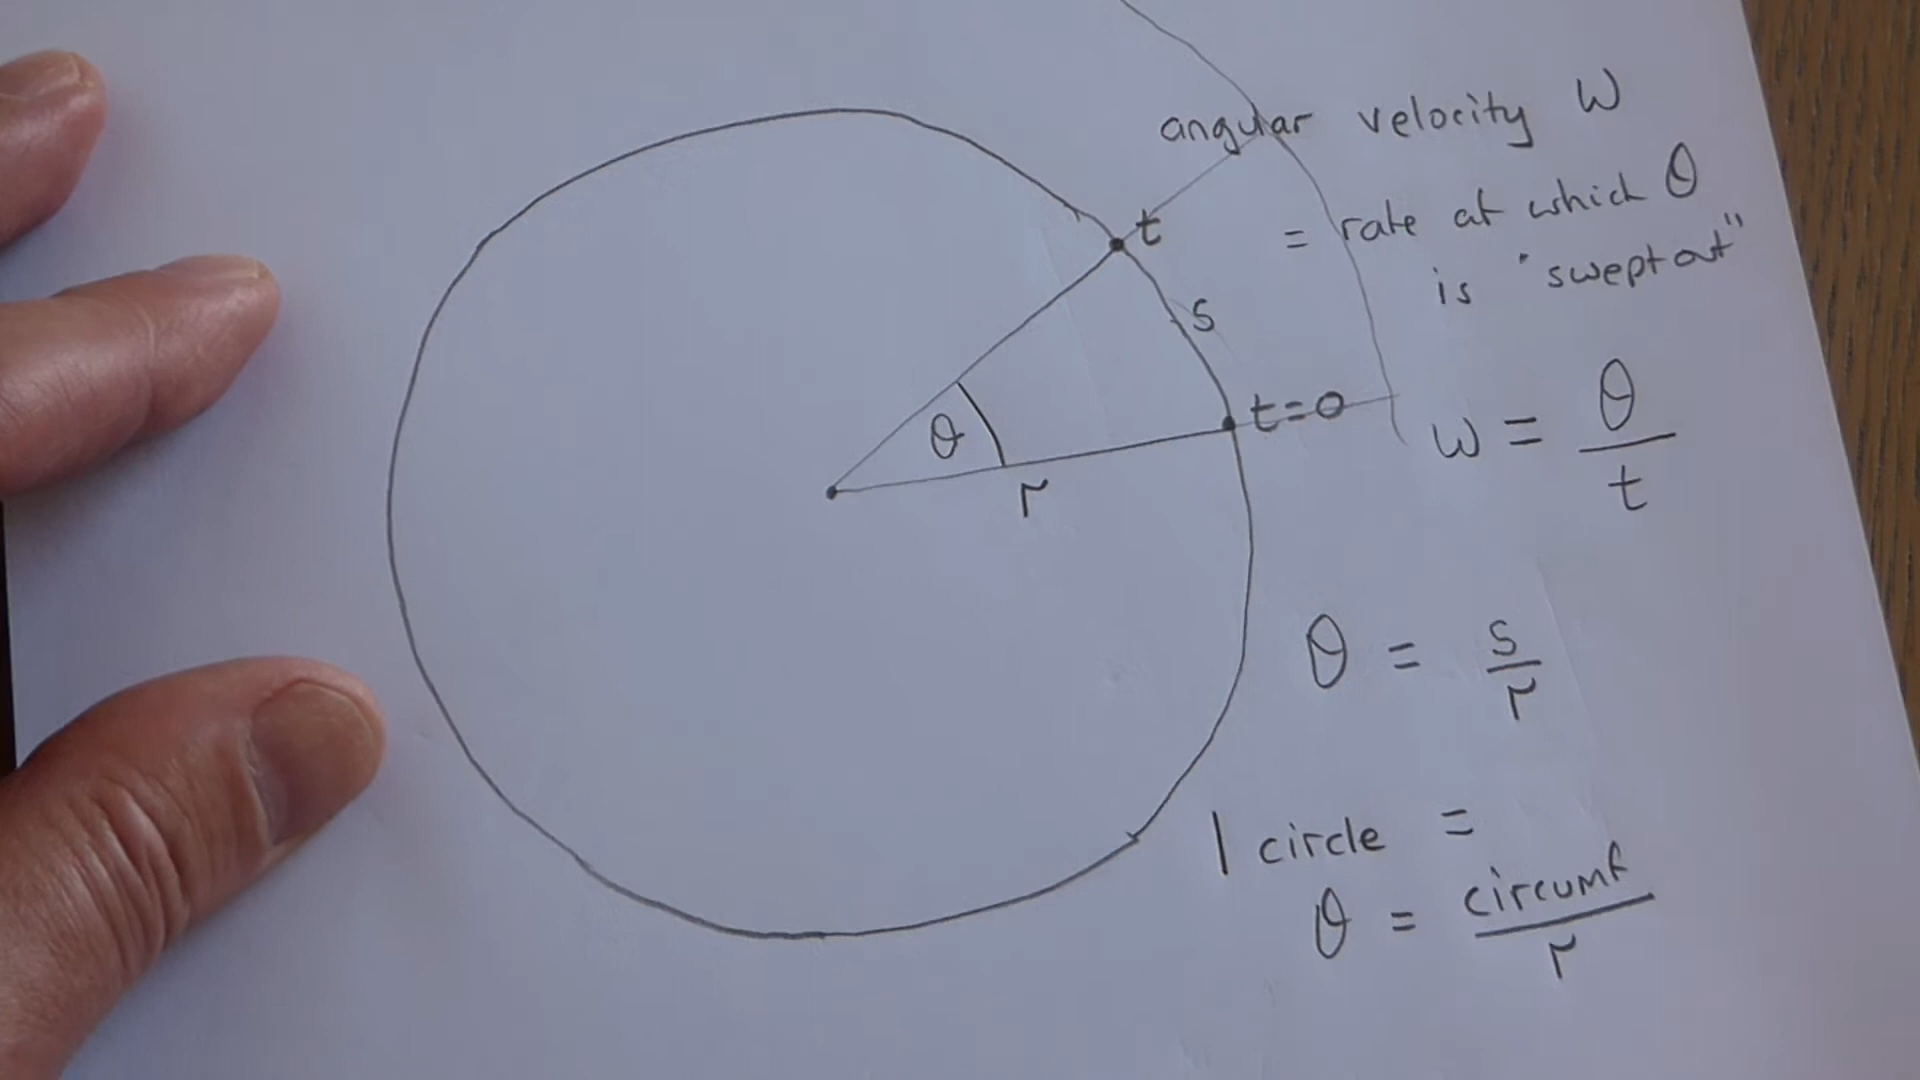 angular velocity ω
= rate at which θ
is "swept out"
t
s
t=0
θ
r
ω = θ/t
θ = s/r
1 circle =
θ = circumf/r